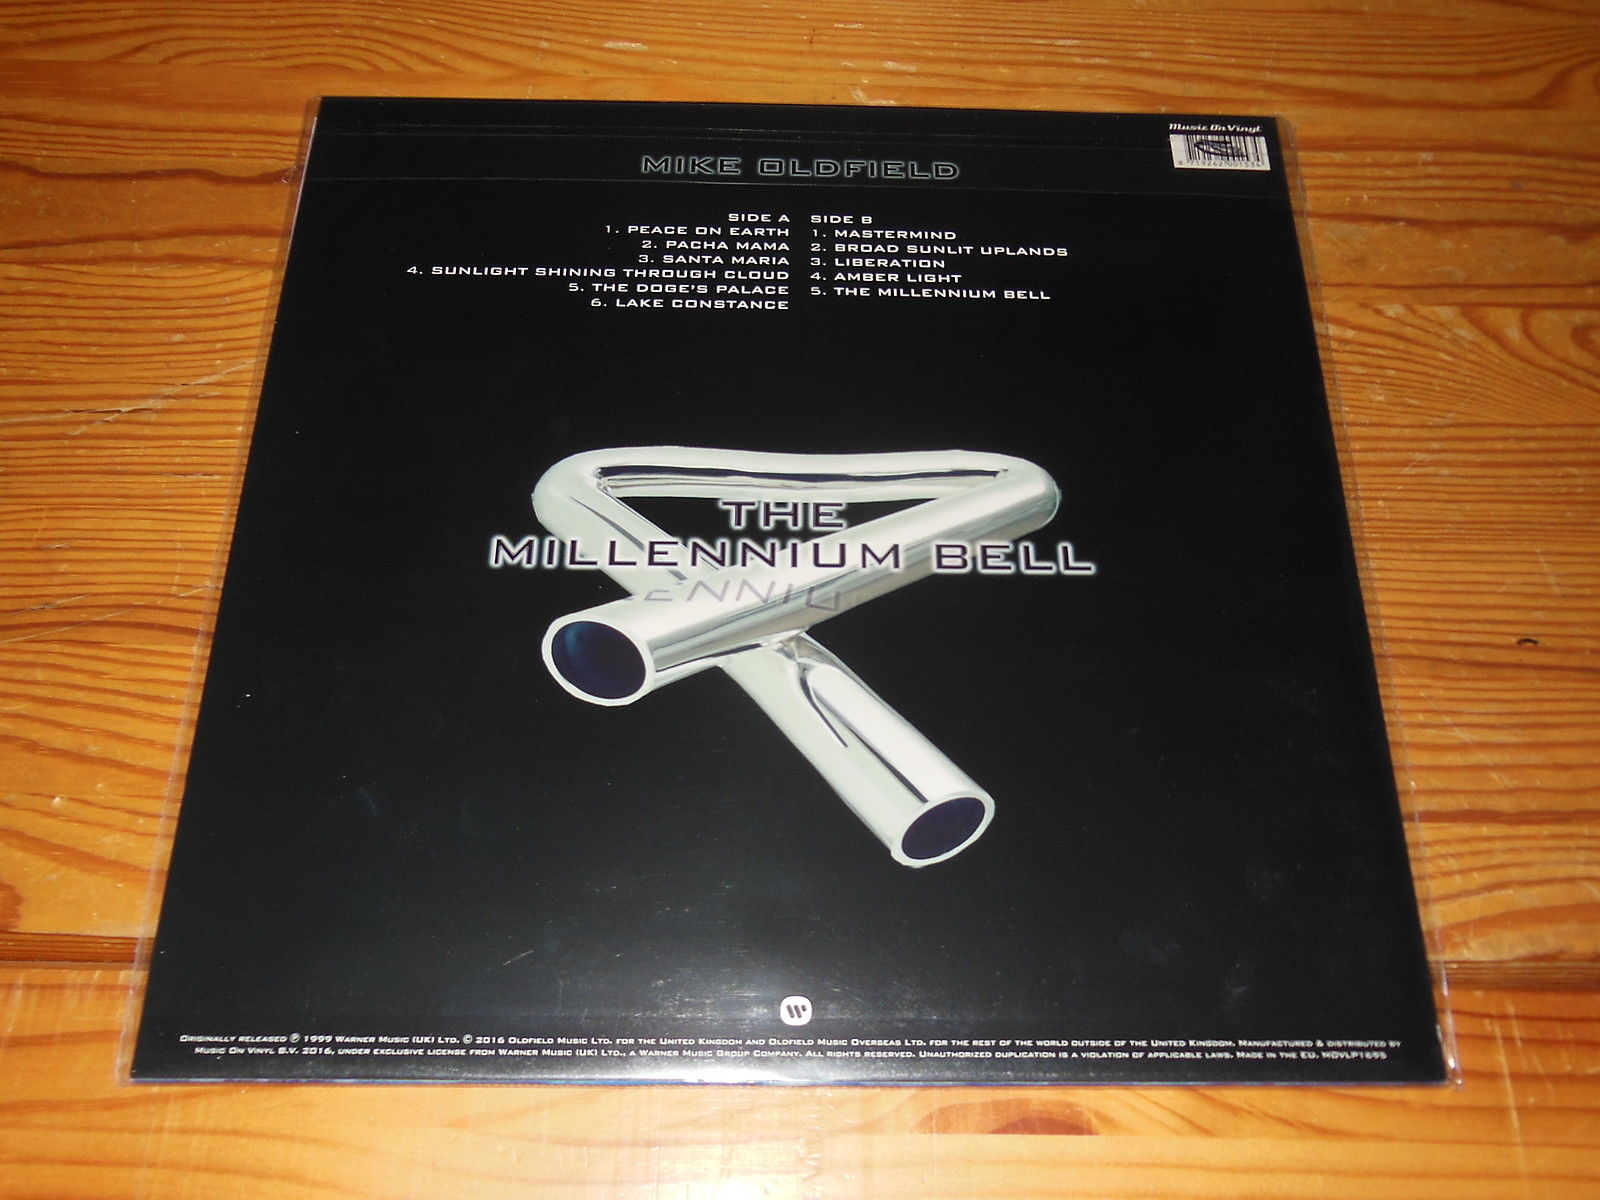 Music On Vinyl
8 719262 001534
MIKE OLDFIELD
SIDE A
1. PEACE ON EARTH
2. PACHA MAMA
3. SANTA MARIA
4. SUNLIGHT SHINING THROUGH CLOUD
5. THE DOGE'S PALACE
6. LAKE CONSTANCE
SIDE B
1. MASTERMIND
2. BROAD SUNLIT UPLANDS
3. LIBERATION
4. AMBER LIGHT
5. THE MILLENNIUM BELL
THE
MILLENNIUM BELL
ENNIU
ORIGINALLY RELEASED ℗ 1999 WARNER MUSIC (UK) LTD. © 2016 OLDFIELD MUSIC LTD. FOR THE UNITED KINGDOM AND OLDFIELD MUSIC OVERSEAS LTD. FOR THE REST OF THE WORLD OUTSIDE OF THE UNITED KINGDOM. MANUFACTURED & DISTRIBUTED BY
MUSIC ON VINYL B.V. 2016, UNDER EXCLUSIVE LICENSE FROM WARNER MUSIC (UK) LTD., A WARNER MUSIC GROUP COMPANY. ALL RIGHTS RESERVED. UNAUTHORIZED DUPLICATION IS A VIOLATION OF APPLICABLE LAWS. MADE IN THE EU. MOVLP1695